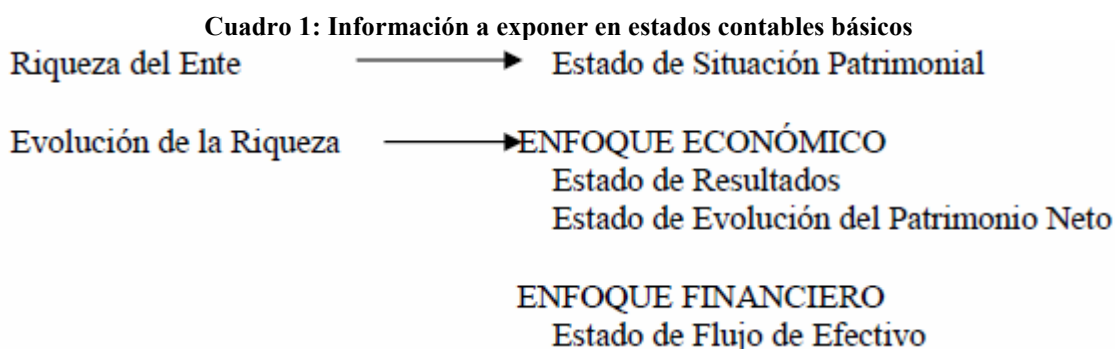 Cuadro 1: Información a exponer en estados contables básicos
Riqueza del Ente Estado de Situación Patrimonial
Evolución de la Riqueza ENFOQUE ECONÓMICO
Estado de Resultados
Estado de Evolución del Patrimonio Neto
ENFOQUE FINANCIERO
Estado de Flujo de Efectivo